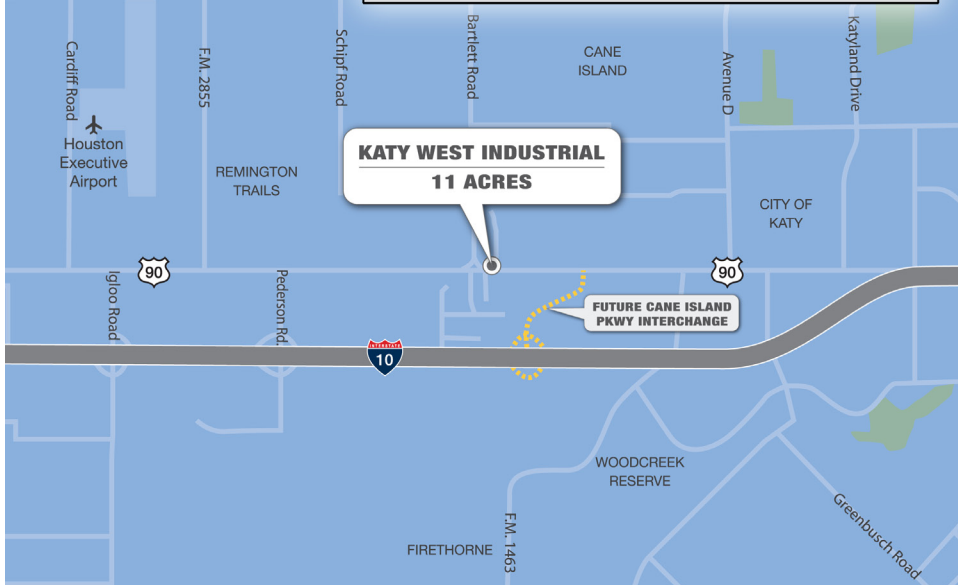 Cardiff Road
F.M. 2855
Schipf Road
Bartlett Road
CANE
ISLAND
Avenue D
Katyland Drive
Houston
Executive
Airport
REMINGTON
TRAILS
KATY WEST INDUSTRIAL
11 ACRES
CITY OF
KATY
90
90
Igloo Road
Pederson Rd.
FUTURE CANE ISLAND
PKWY INTERCHANGE
INTERSTATE
10
WOODCREEK
RESERVE
FIRETHORNE
F.M. 1463
Greenbusch Road